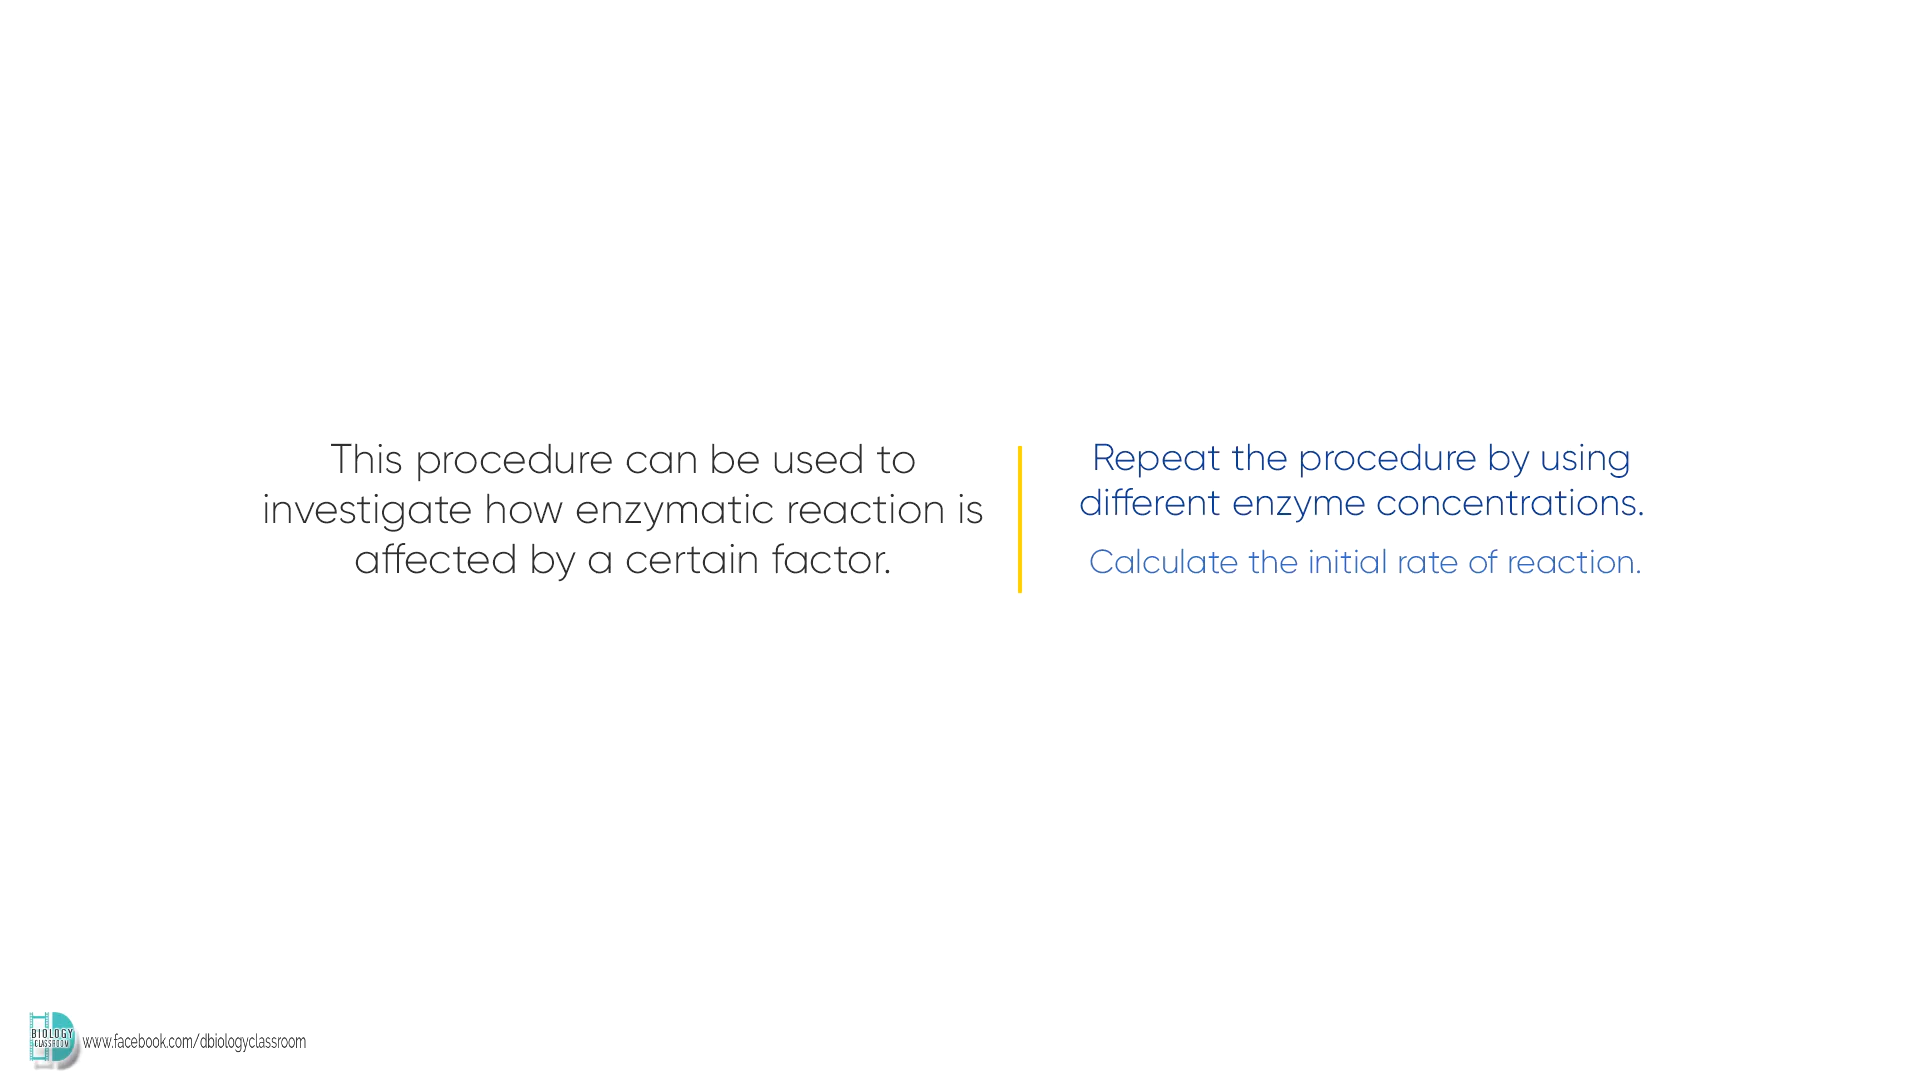 This procedure can be used to
investigate how enzymatic reaction is
affected by a certain factor.
Repeat the procedure by using
different enzyme concentrations.
Calculate the initial rate of reaction.
BIOLOGY
CLASSROOM
www.facebook.com/dbiologyclassroom